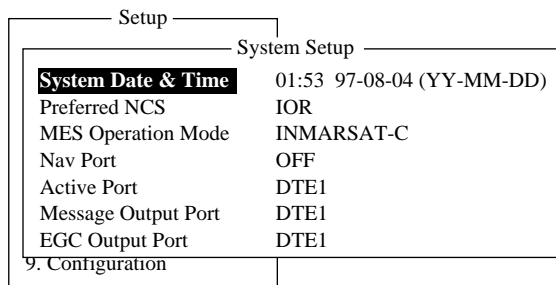 Setup
System Setup
System Date & Time 01:53 97-08-04 (YY-MM-DD)
Preferred NCS IOR
MES Operation Mode INMARSAT-C
Nav Port OFF
Active Port DTE1
Message Output Port DTE1
EGC Output Port DTE1
9. Configuration